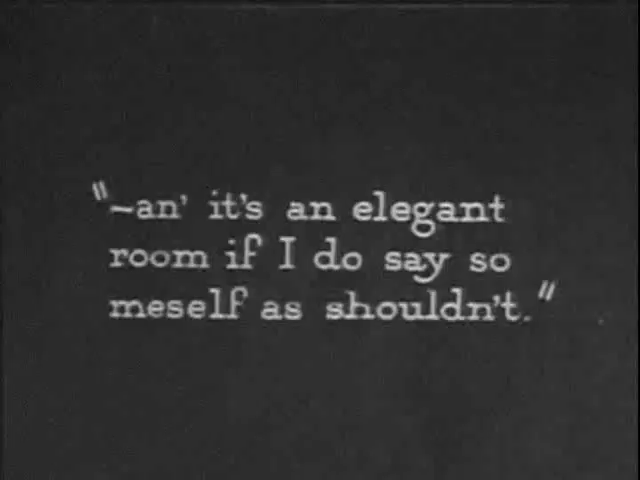 "–an' it's an elegant
room if I do say so
meself as shouldn't."